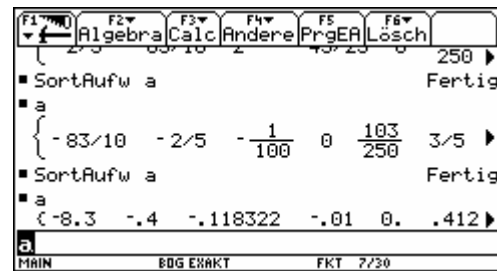 F1 F2 F3 F4 F5 F6
Algebra Calc Andere PrgEA Lösch
250
SortAufw a Fertig
a
{ -83/10 -2/5 -1/100 0 103/250 3/5
SortAufw a Fertig
a
{-8.3 -.4 -.118322 -.01 0. .412
a
MAIN BOG EXAKT FKT 7/30